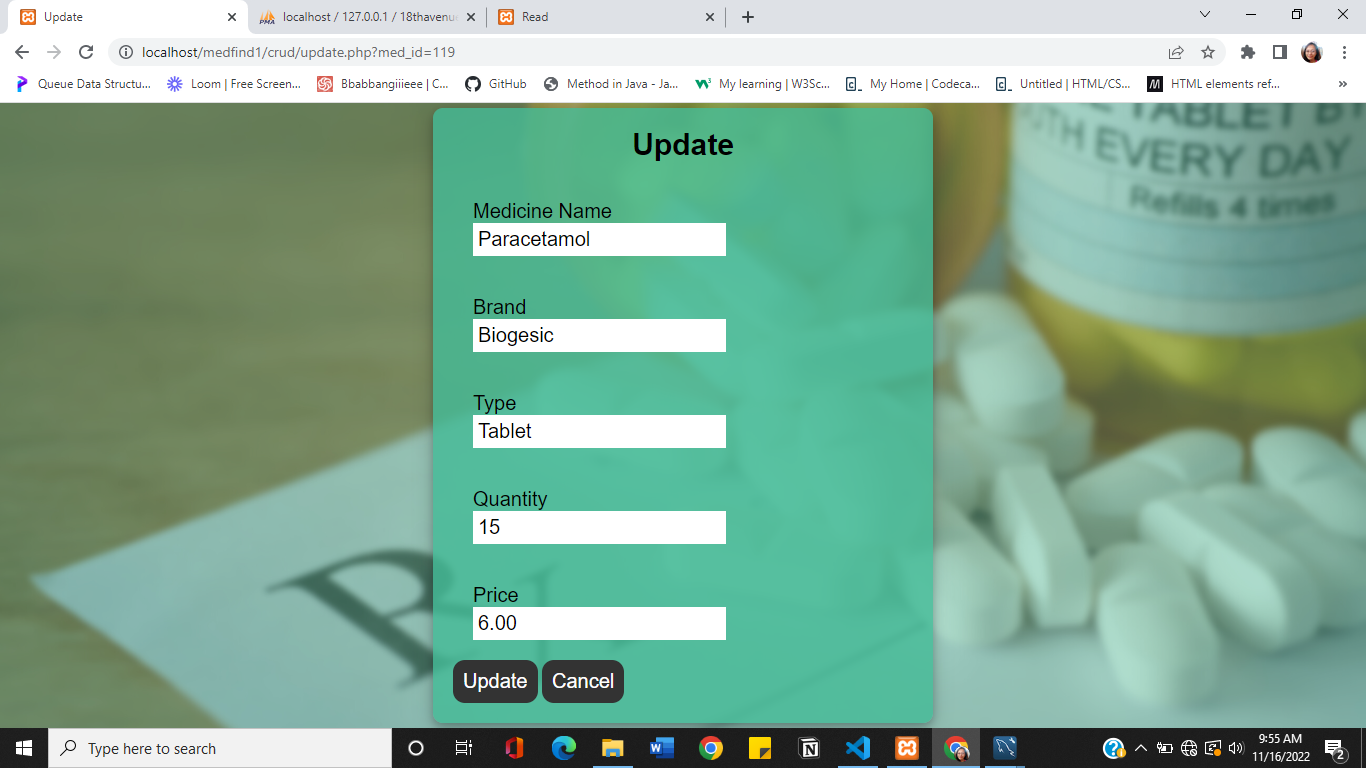 Update
localhost / 127.0.0.1 / 18thavenu
Read
localhost/medfind1/crud/update.php?med_id=119
Queue Data Structu...
Loom | Free Screen...
Bbabbangiiieee | C...
GitHub
Method in Java - Ja...
My learning | W3Sc...
My Home | Codeca...
Untitled | HTML/CS...
HTML elements ref...
»
Update
TABLET BY
OTH EVERY DAY
Refills 4 times
Medicine Name
Paracetamol
Brand
Biogesic
Type
Tablet
Quantity
15
Price
6.00
Update Cancel
Type here to search
9:55 AM
11/16/2022
2